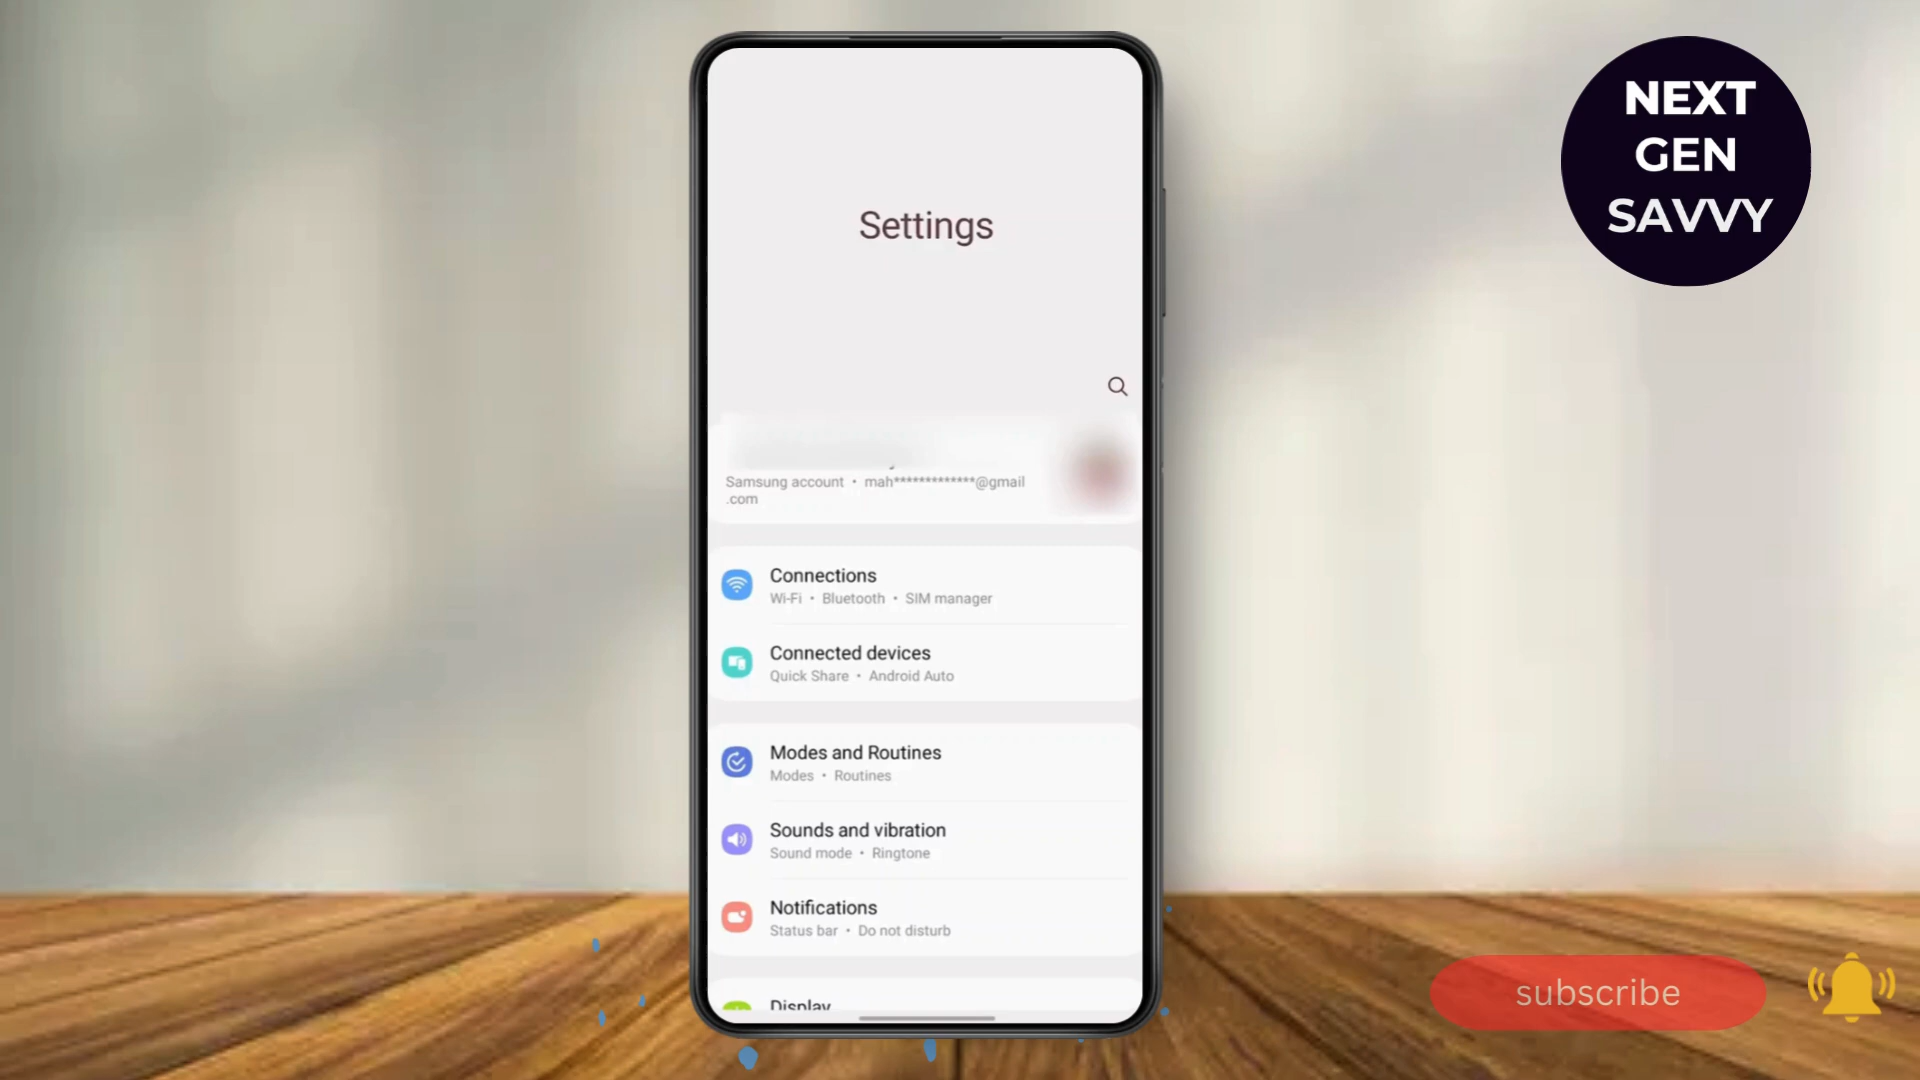 NEXT
GEN
SAVVY
Settings
Samsung account • mah*************@gmail
.com
Connections
Wi-Fi • Bluetooth • SIM manager
Connected devices
Quick Share • Android Auto
Modes and Routines
Modes • Routines
Sounds and vibration
Sound mode • Ringtone
Notifications
Status bar • Do not disturb
Display
subscribe